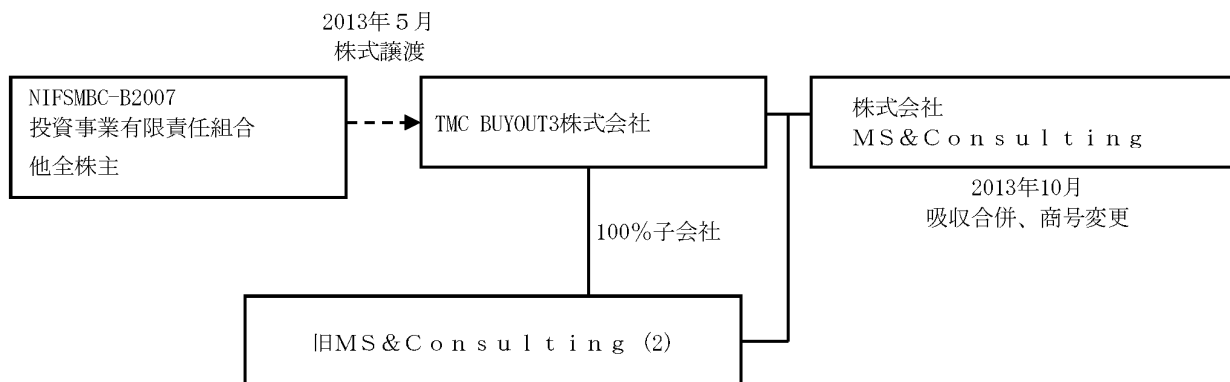 2013年５月
株式譲渡
NIFSMBC-B2007
投資事業有限責任組合
他全株主
TMC BUYOUT3株式会社
株式会社
ＭＳ＆Ｃｏｎｓｕｌｔｉｎｇ
2013年10月
吸収合併、商号変更
100％子会社
旧ＭＳ＆Ｃｏｎｓｕｌｔｉｎｇ (2)